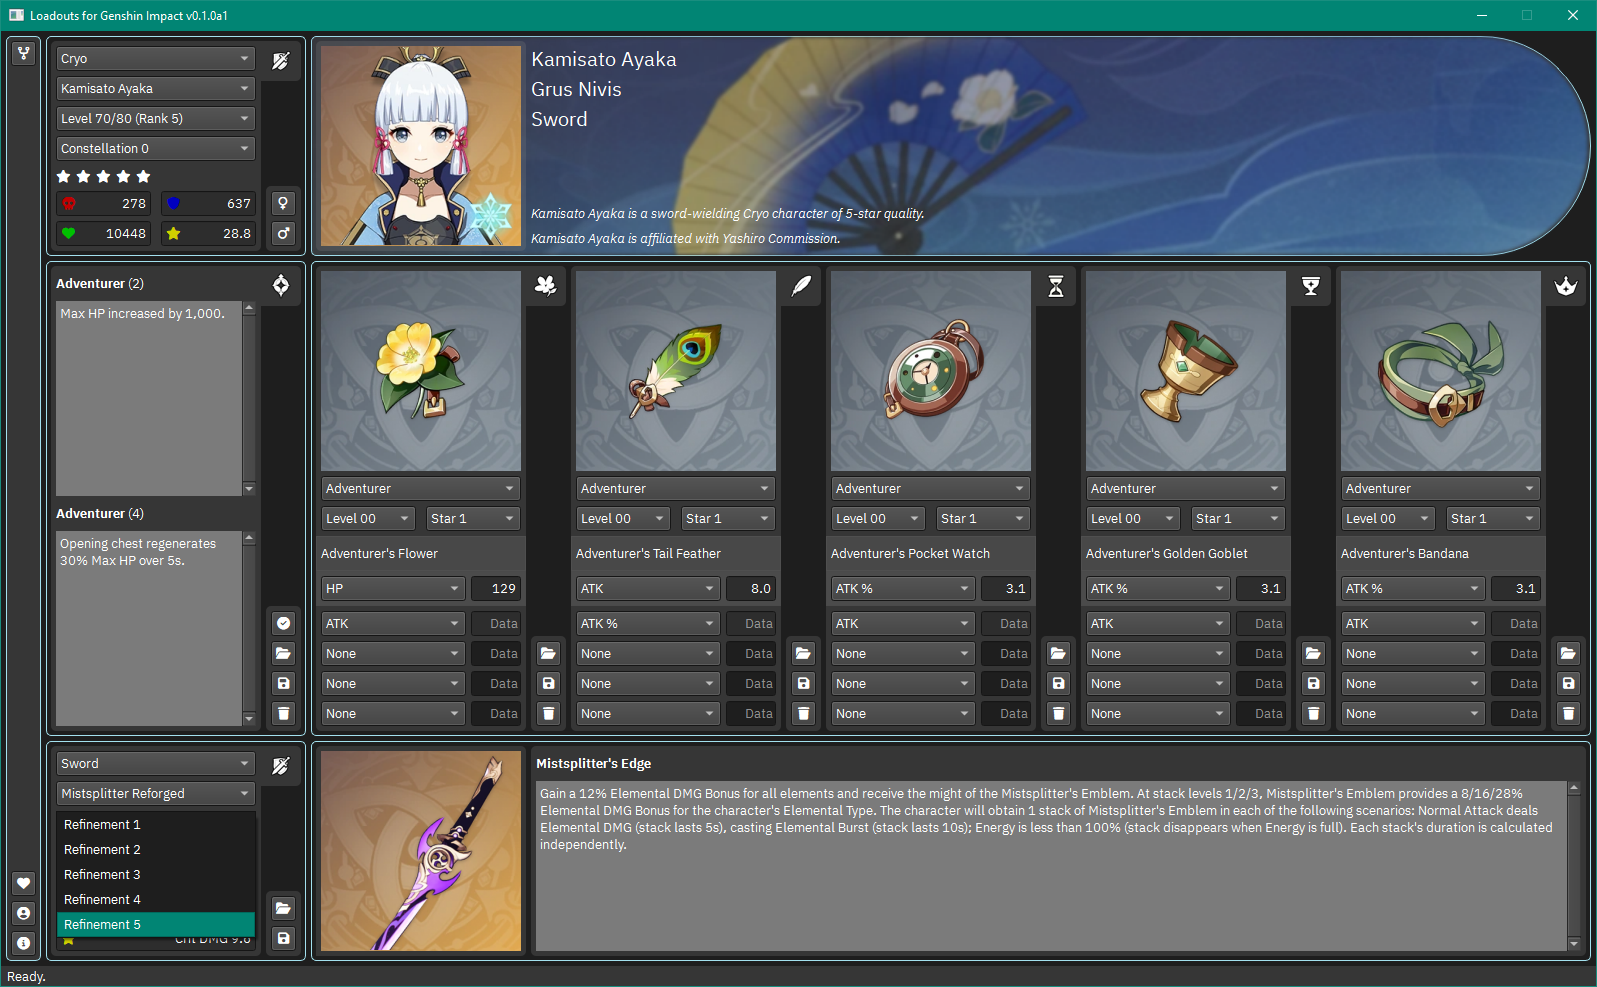 Loadouts for Genshin Impact v0.1.0a1
Cryo
Kamisato Ayaka
Level 70/80 (Rank 5)
Constellation 0
278
637
10448
28.8
Kamisato Ayaka
Grus Nivis
Sword
Kamisato Ayaka is a sword-wielding Cryo character of 5-star quality.
Kamisato Ayaka is affiliated with Yashiro Commission.
Adventurer (2)
Max HP increased by 1,000.
Adventurer (4)
Opening chest regenerates
30% Max HP over 5s.
Adventurer
Level 00
Star 1
Adventurer's Flower
HP
129
ATK
Data
None
Data
None
Data
None
Data
Adventurer
Level 00
Star 1
Adventurer's Tail Feather
ATK
8.0
ATK %
Data
None
Data
None
Data
None
Data
Adventurer
Level 00
Star 1
Adventurer's Pocket Watch
ATK %
3.1
ATK
Data
None
Data
None
Data
None
Data
Adventurer
Level 00
Star 1
Adventurer's Golden Goblet
ATK %
3.1
ATK
Data
None
Data
None
Data
None
Data
Adventurer
Level 00
Star 1
Adventurer's Bandana
ATK %
3.1
ATK
Data
None
Data
None
Data
None
Data
Sword
Mistsplitter Reforged
Refinement 1
Refinement 2
Refinement 3
Refinement 4
Refinement 5
Crit DMG 9.6
Mistsplitter's Edge
Gain a 12% Elemental DMG Bonus for all elements and receive the might of the Mistsplitter's Emblem. At stack levels 1/2/3, Mistsplitter's Emblem provides a 8/16/28%
Elemental DMG Bonus for the character's Elemental Type. The character will obtain 1 stack of Mistsplitter's Emblem in each of the following scenarios: Normal Attack deals
Elemental DMG (stack lasts 5s), casting Elemental Burst (stack lasts 10s); Energy is less than 100% (stack disappears when Energy is full). Each stack's duration is calculated
independently.
Ready.